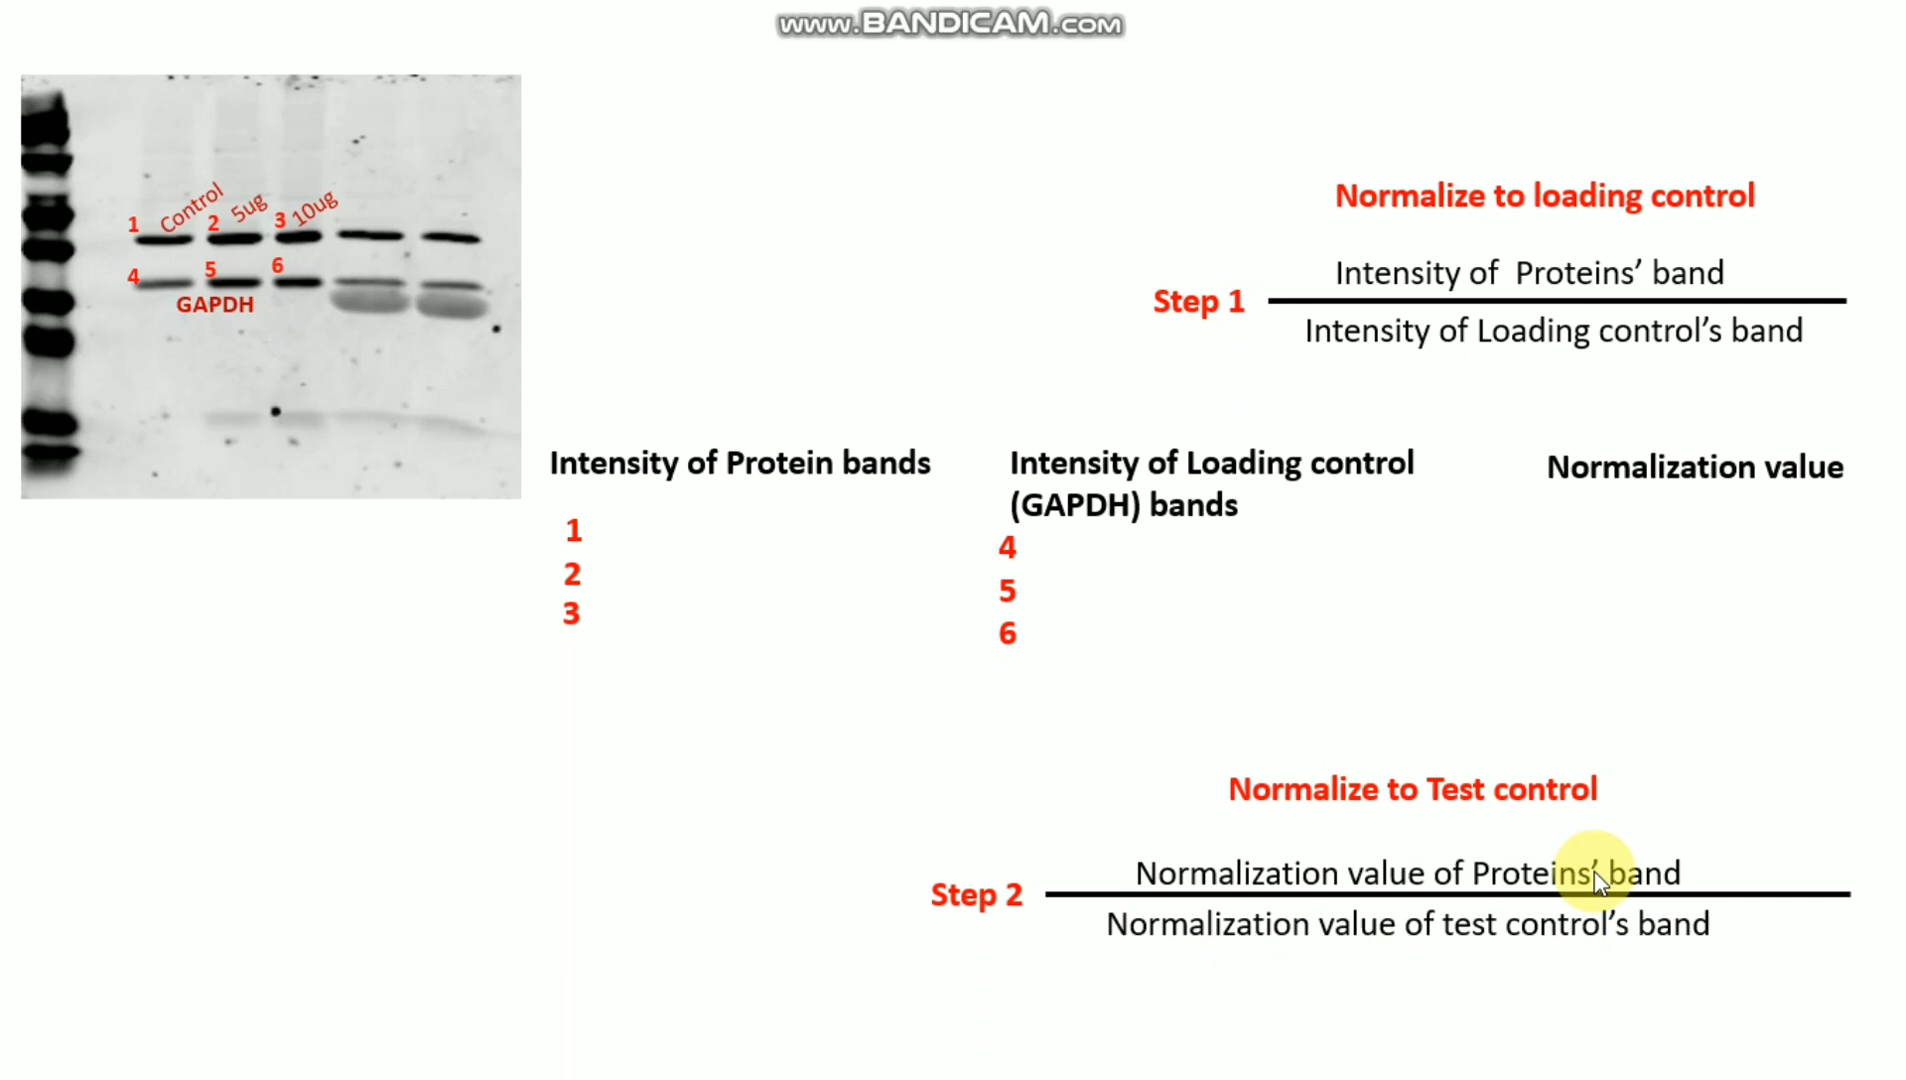 www.BANDICAM.com
1 Control 2 5ug 3 10ug
4 5 6
GAPDH
Normalize to loading control
Step 1
Intensity of Proteins’ band
Intensity of Loading control’s band
Intensity of Protein bands
Intensity of Loading control
(GAPDH) bands
Normalization value
1
2
3
4
5
6
Normalize to Test control
Step 2
Normalization value of Proteins’ band
Normalization value of test control’s band